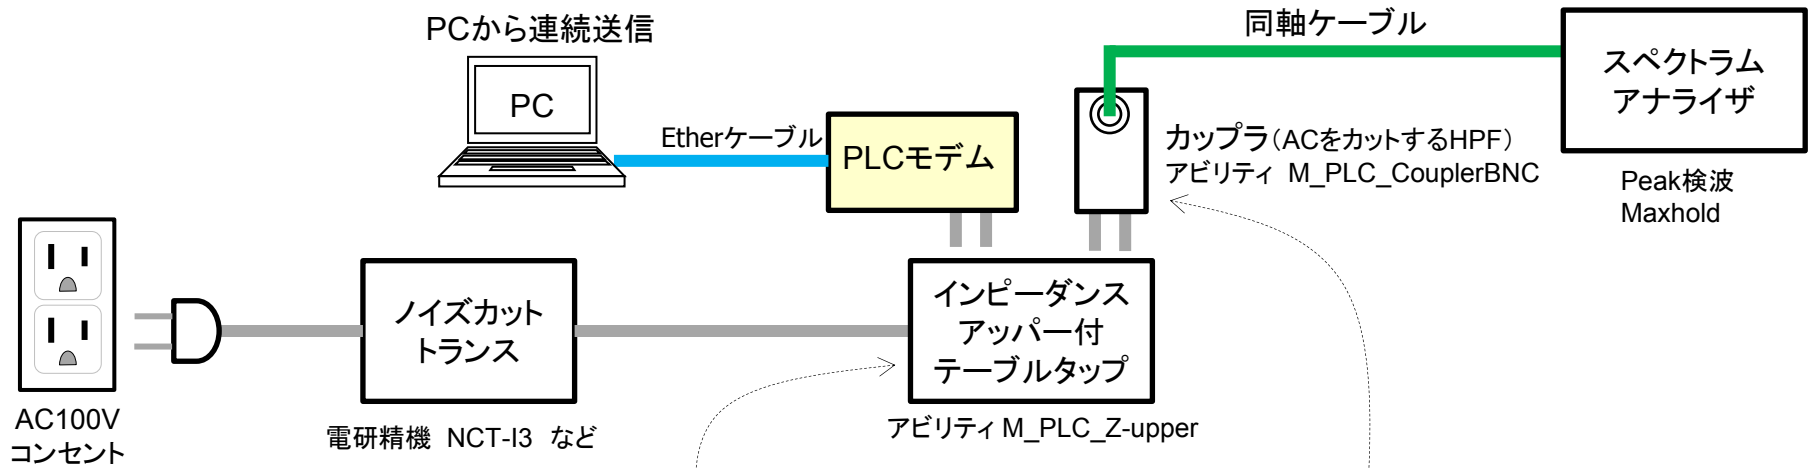 PCから連続送信
同軸ケーブル
スペクトラム
アナライザ
PC
Etherケーブル
PLCモデム
カップラ（ACをカットするHPF）
アビリティ M_PLC_CouplerBNC
Peak検波
Maxhold
ノイズカット
トランス
インピーダンス
アッパー付
テーブルタップ
AC100V
コンセント
電研精機 NCT-I3 など
アビリティ M_PLC_Z-upper